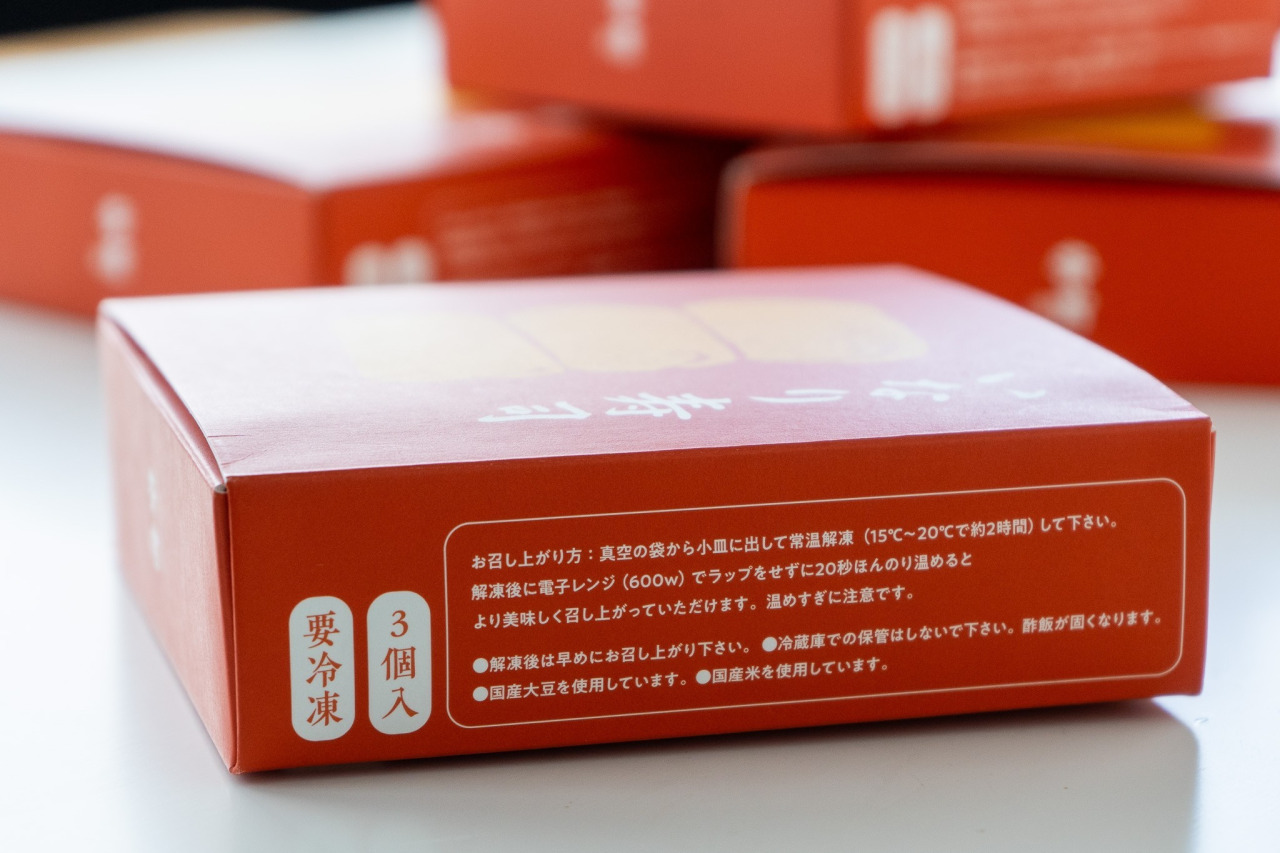 いなり寿司
要冷凍
3個入
お召し上がり方：真空の袋から小皿に出して常温解凍（15℃〜20℃で約2時間）して下さい。
解凍後に電子レンジ（600w）でラップをせずに20秒ほんのり温めると
より美味しく召し上がっていただけます。温めすぎに注意です。
●解凍後は早めにお召し上がり下さい。●冷蔵庫での保管はしないで下さい。酢飯が固くなります。
●国産大豆を使用しています。●国産米を使用しています。